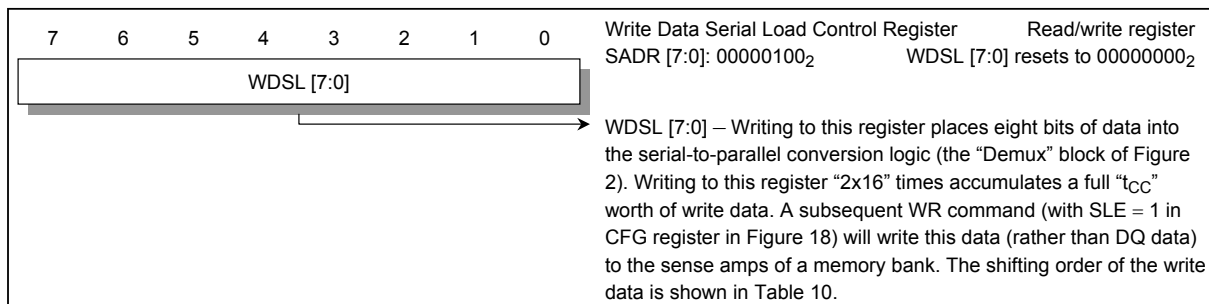 7 6 5 4 3 2 1 0
WDSL [7:0]
Write Data Serial Load Control Register Read/write register
SADR [7:0]: 00000100₂ WDSL [7:0] resets to 00000000₂
WDSL [7:0] – Writing to this register places eight bits of data into
the serial-to-parallel conversion logic (the “Demux” block of Figure
2). Writing to this register “2x16” times accumulates a full “tCC”
worth of write data. A subsequent WR command (with SLE = 1 in
CFG register in Figure 18) will write this data (rather than DQ data)
to the sense amps of a memory bank. The shifting order of the write
data is shown in Table 10.